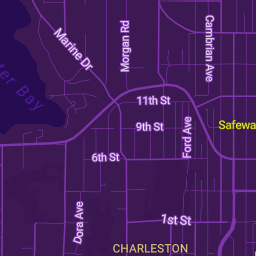 Marine Dr
Morgan Rd
Cambrian Ave
er Bay
11th St
9th St
Ford Ave
Safewa
6th St
Dora Ave
1st St
CHARLESTON